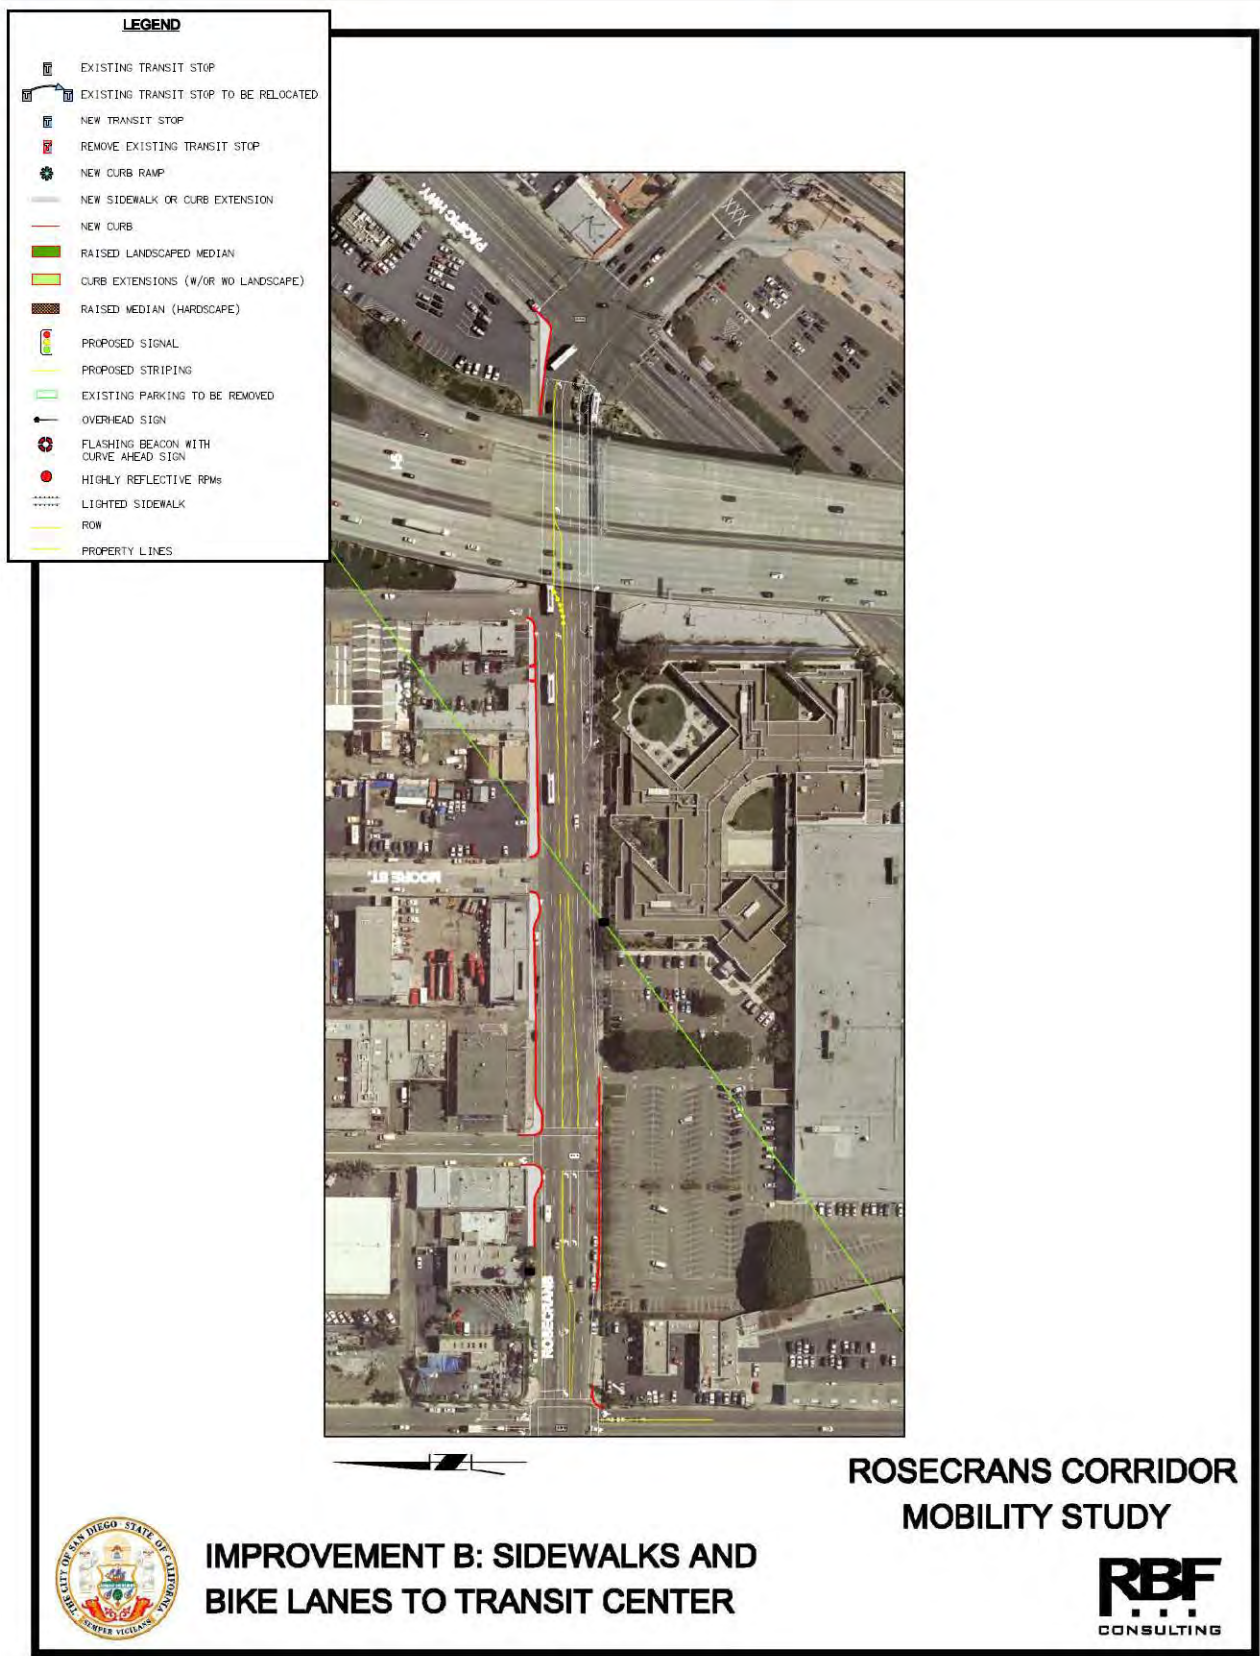 LEGEND
EXISTING TRANSIT STOP
EXISTING TRANSIT STOP TO BE RELOCATED
NEW TRANSIT STOP
REMOVE EXISTING TRANSIT STOP
NEW CURB RAMP
NEW SIDEWALK OR CURB EXTENSION
NEW CURB
RAISED LANDSCAPED MEDIAN
CURB EXTENSIONS (W/OR WO LANDSCAPE)
RAISED MEDIAN (HARDSCAPE)
PROPOSED SIGNAL
PROPOSED STRIPING
EXISTING PARKING TO BE REMOVED
OVERHEAD SIGN
FLASHING BEACON WITH
CURVE AHEAD SIGN
HIGHLY REFLECTIVE RPMs
LIGHTED SIDEWALK
ROW
PROPERTY LINES
PACIFIC HWY.
XXX
I-5
MOORE ST.
ROSECRANS
ROSECRANS CORRIDOR
MOBILITY STUDY
THE CITY OF SAN DIEGO · STATE OF CALIFORNIA
SEMPER VIGILANS
IMPROVEMENT B: SIDEWALKS AND
BIKE LANES TO TRANSIT CENTER
RBF
CONSULTING